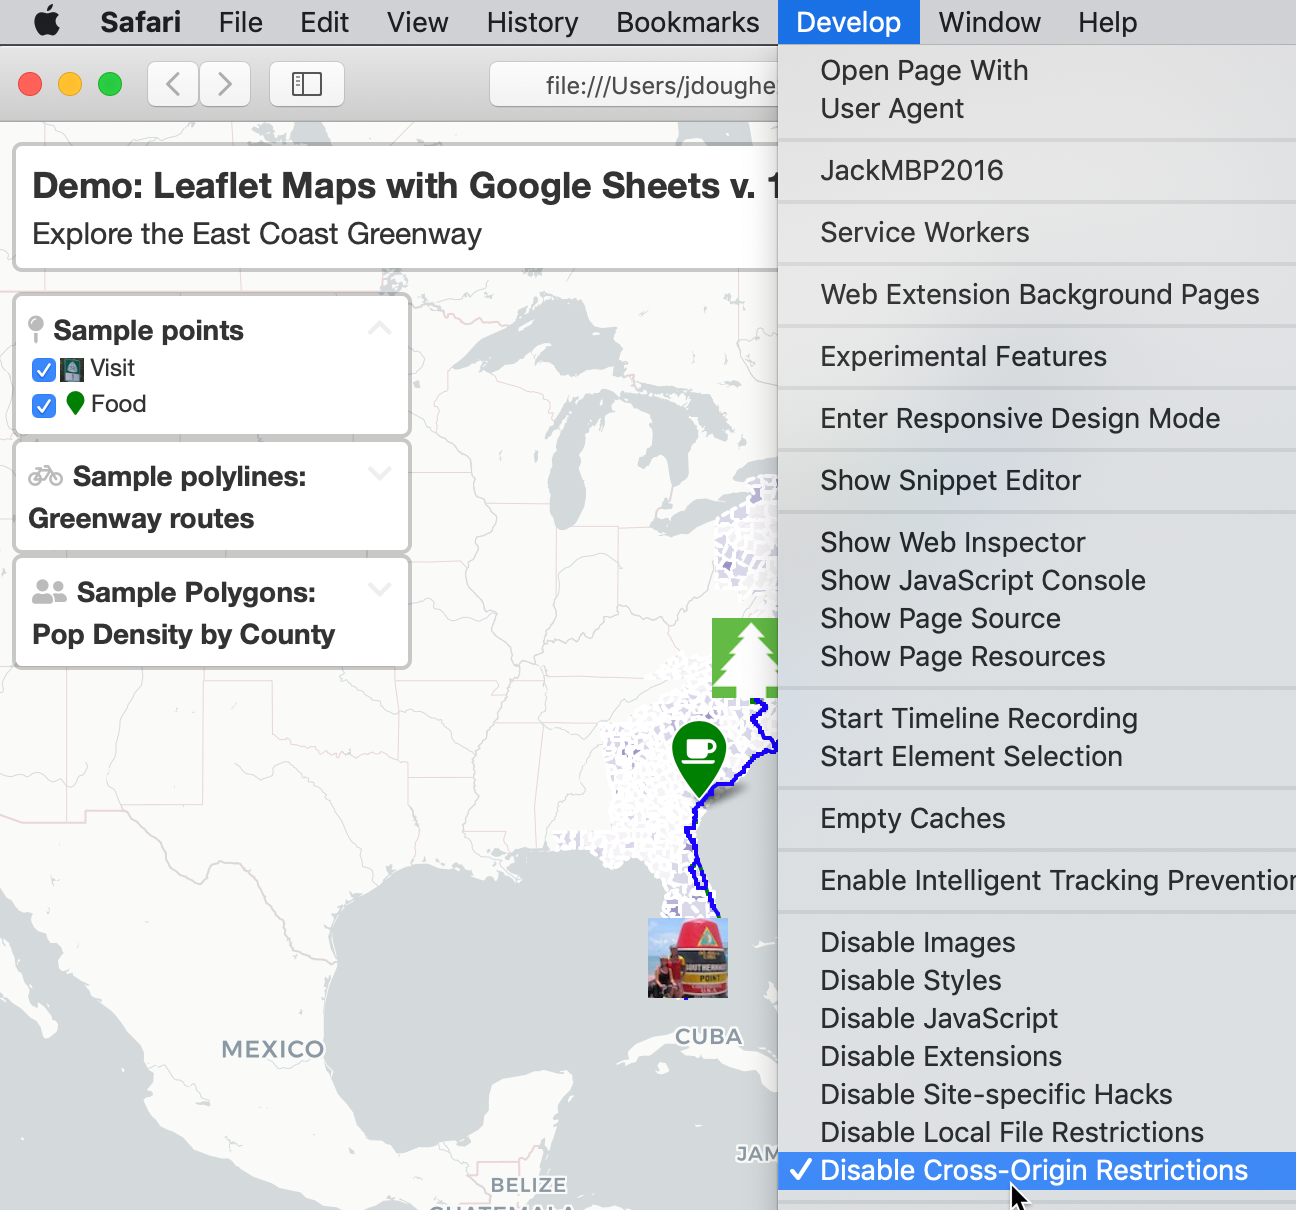 Safari File Edit View History Bookmarks Develop Window Help
file:///Users/jdoughe
Demo: Leaflet Maps with Google Sheets v. 1
Explore the East Coast Greenway
Sample points
Visit
Food
Sample polylines:
Greenway routes
Sample Polygons:
Pop Density by County
SOUTHERNMOST
POINT
MEXICO
CUBA
JAM
BELIZE
GUATEMALA
Open Page With
User Agent
JackMBP2016
Service Workers
Web Extension Background Pages
Experimental Features
Enter Responsive Design Mode
Show Snippet Editor
Show Web Inspector
Show JavaScript Console
Show Page Source
Show Page Resources
Start Timeline Recording
Start Element Selection
Empty Caches
Enable Intelligent Tracking Prevention
Disable Images
Disable Styles
Disable JavaScript
Disable Extensions
Disable Site-specific Hacks
Disable Local File Restrictions
✓ Disable Cross-Origin Restrictions